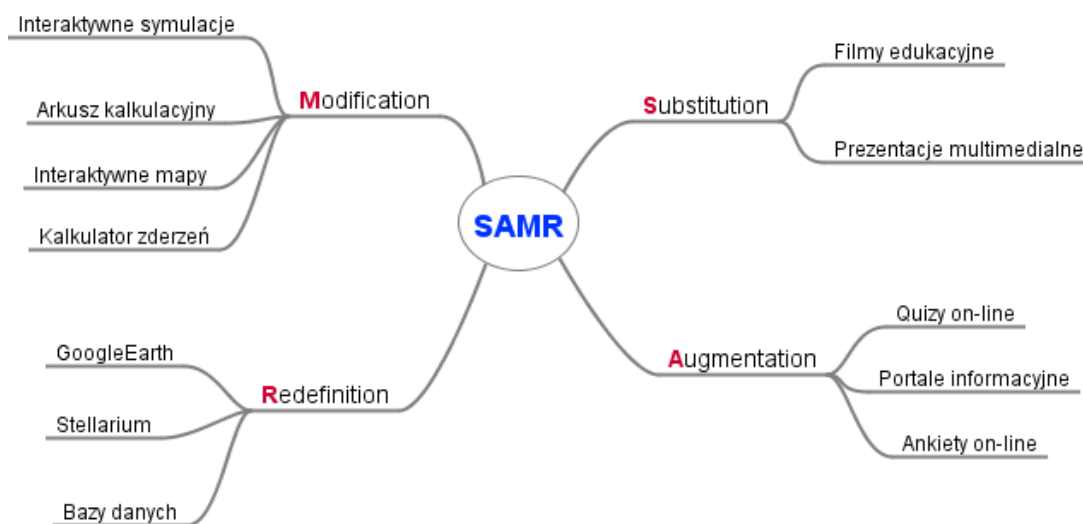 SAMR
Substitution
Filmy edukacyjne
Prezentacje multimedialne
Augmentation
Quizy on-line
Portale informacyjne
Ankiety on-line
Modification
Interaktywne symulacje
Arkusz kalkulacyjny
Interaktywne mapy
Kalkulator zderzeń
Redefinition
GoogleEarth
Stellarium
Bazy danych